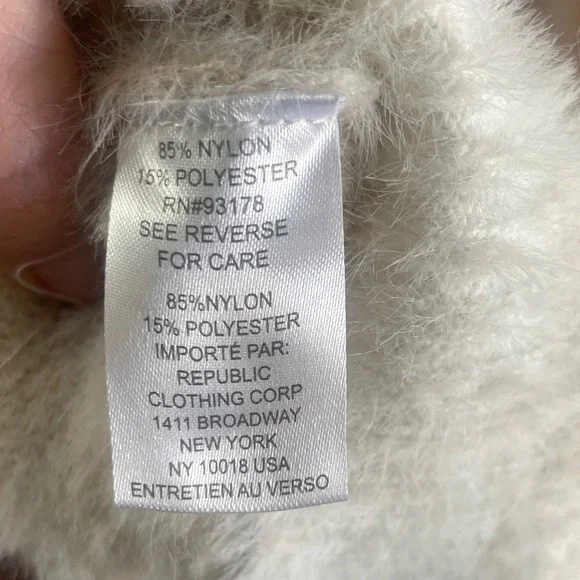 85% NYLON
15% POLYESTER
RN#93178
SEE REVERSE
FOR CARE
85%NYLON
15% POLYESTER
IMPORTÉ PAR:
REPUBLIC
CLOTHING CORP
1411 BROADWAY
NEW YORK
NY 10018 USA
ENTRETIEN AU VERSO